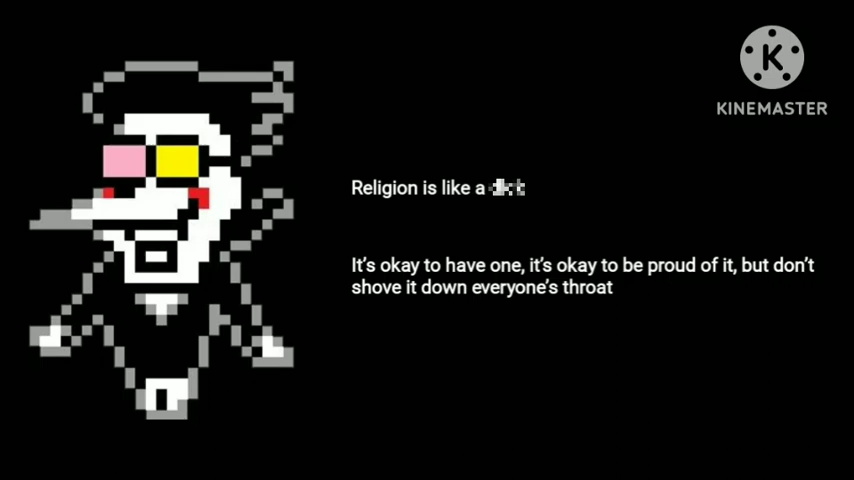 KINEMASTER
Religion is like a
It's okay to have one, it's okay to be proud of it, but don't
shove it down everyone's throat